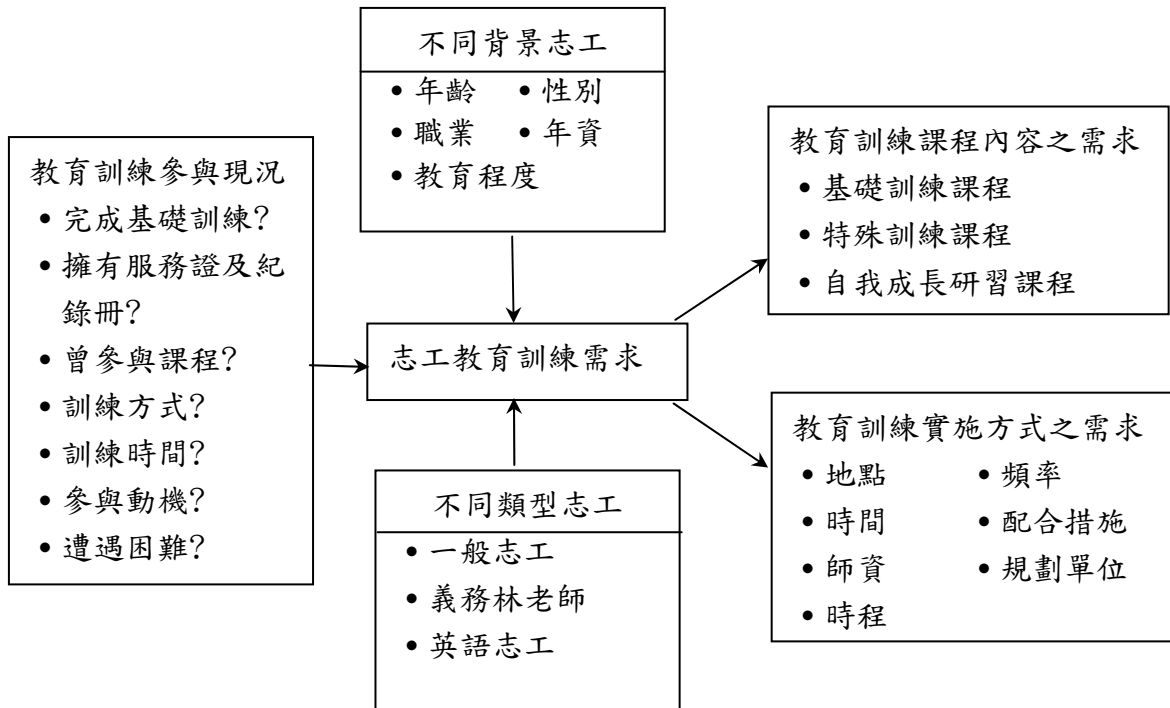 不同背景志工
• 年齡 • 性別
• 職業 • 年資
• 教育程度
教育訓練參與現況
• 完成基礎訓練?
• 擁有服務證及紀
錄冊?
• 曾參與課程?
• 訓練方式?
• 訓練時間?
• 參與動機?
• 遭遇困難?
志工教育訓練需求
不同類型志工
• 一般志工
• 義務林老師
• 英語志工
教育訓練課程內容之需求
• 基礎訓練課程
• 特殊訓練課程
• 自我成長研習課程
教育訓練實施方式之需求
• 地點 • 頻率
• 時間 • 配合措施
• 師資 • 規劃單位
• 時程